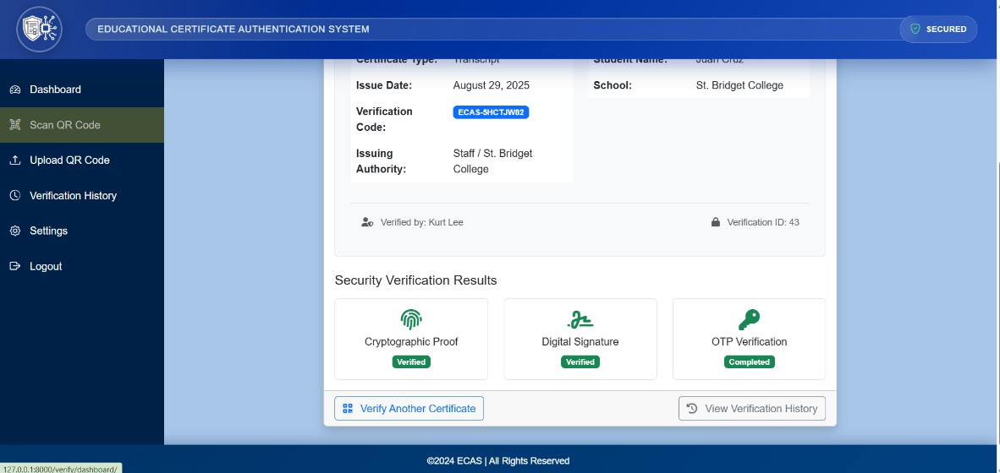 EDUCATIONAL CERTIFICATE AUTHENTICATION SYSTEM
SECURED
Dashboard
Scan QR Code
Upload QR Code
Verification History
Settings
Logout
Certificate Type: Transcript
Student Name: Juan Cruz
Issue Date: August 29, 2025
School: St. Bridget College
Verification
Code:
ECAS-5HCTJW82
Issuing
Authority:
Staff / St. Bridget
College
Verified by: Kurt Lee
Verification ID: 43
Security Verification Results
Cryptographic Proof
Verified
Digital Signature
Verified
OTP Verification
Completed
Verify Another Certificate
View Verification History
©2024 ECAS | All Rights Reserved
127.0.0.1:8000/verify/dashboard/